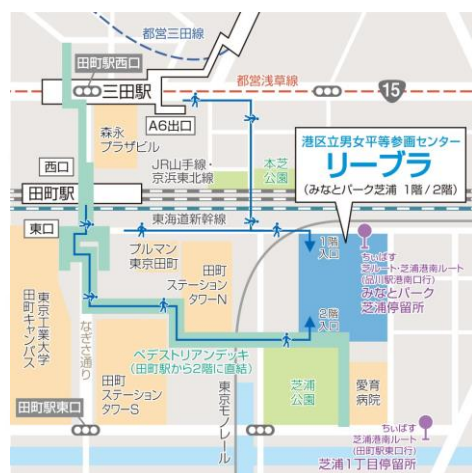 都営三田線
田町駅西口
都営浅草線
三田駅
15
A6出口
森永
プラザビル
港区立男女平等参画センター
リーブラ
(みなとパーク芝浦 1階/2階)
西口
JR山手線・
京浜東北線
本芝
公園
田町駅
東海道新幹線
東口
プルマン
東京田町
1階
入口
ちぃばす
芝ルート・芝浦港南ルート
(品川駅港南口行)
みなとパーク
芝浦停留所
田町
ステーション
タワーN
東京工業大学
田町キャンパス
なぎさ通り
2階
入口
ペデストリアンデッキ
(田町駅から2階に直結)
田町
ステーション
タワーS
東京モノレール
芝浦
公園
愛育
病院
田町駅東口
ちぃばす
芝浦港南ルート
(田町駅東口行)
芝浦1丁目停留所